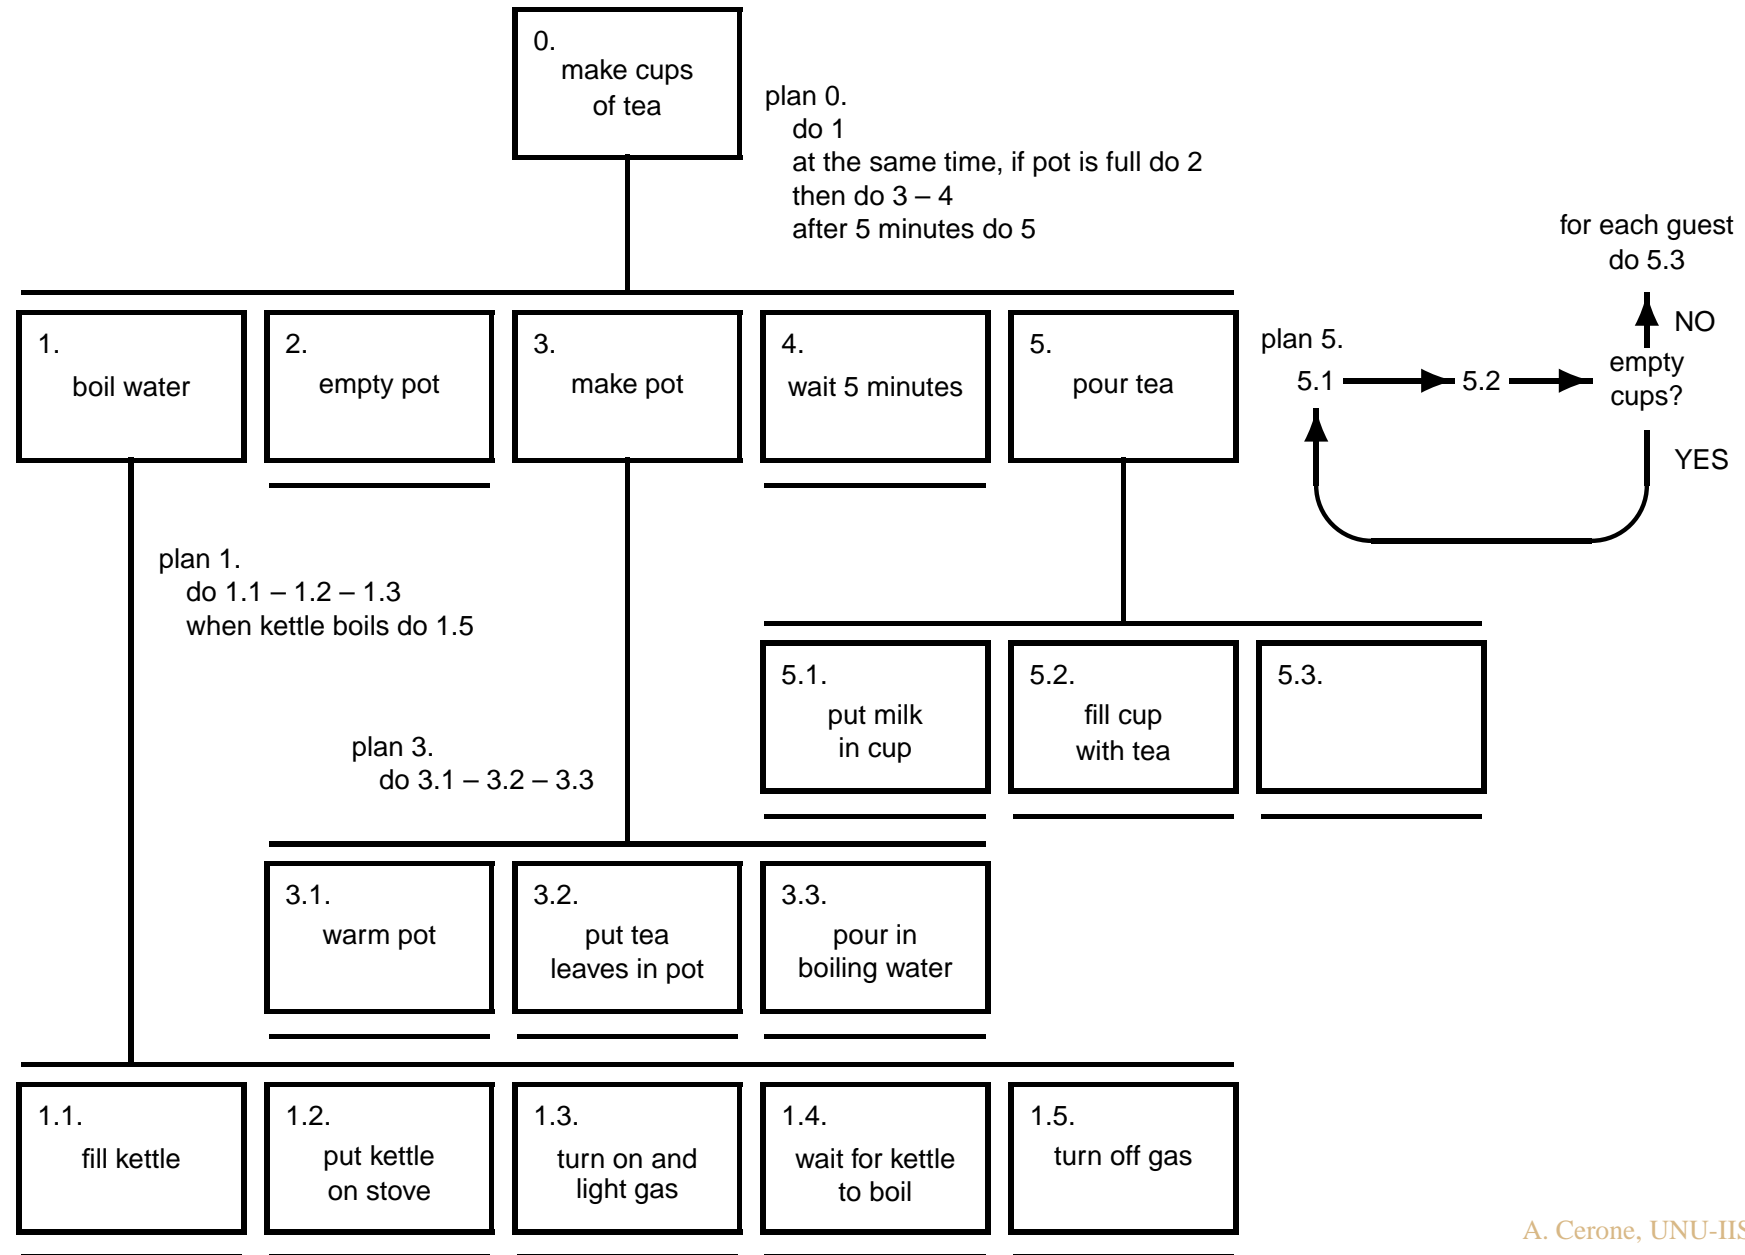 0.
make cups
of tea
plan 0.
do 1
at the same time, if pot is full do 2
then do 3 – 4
after 5 minutes do 5
for each guest
do 5.3
NO
empty
cups?
YES
plan 5.
5.1
5.2
1.
boil water
2.
empty pot
3.
make pot
4.
wait 5 minutes
5.
pour tea
plan 1.
do 1.1 – 1.2 – 1.3
when kettle boils do 1.5
plan 3.
do 3.1 – 3.2 – 3.3
5.1.
put milk
in cup
5.2.
fill cup
with tea
5.3.
3.1.
warm pot
3.2.
put tea
leaves in pot
3.3.
pour in
boiling water
1.1.
fill kettle
1.2.
put kettle
on stove
1.3.
turn on and
light gas
1.4.
wait for kettle
to boil
1.5.
turn off gas
A. Cerone, UNU-IIS